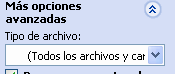 Más opciones
avanzadas
Tipo de archivo:
(Todos los archivos y car